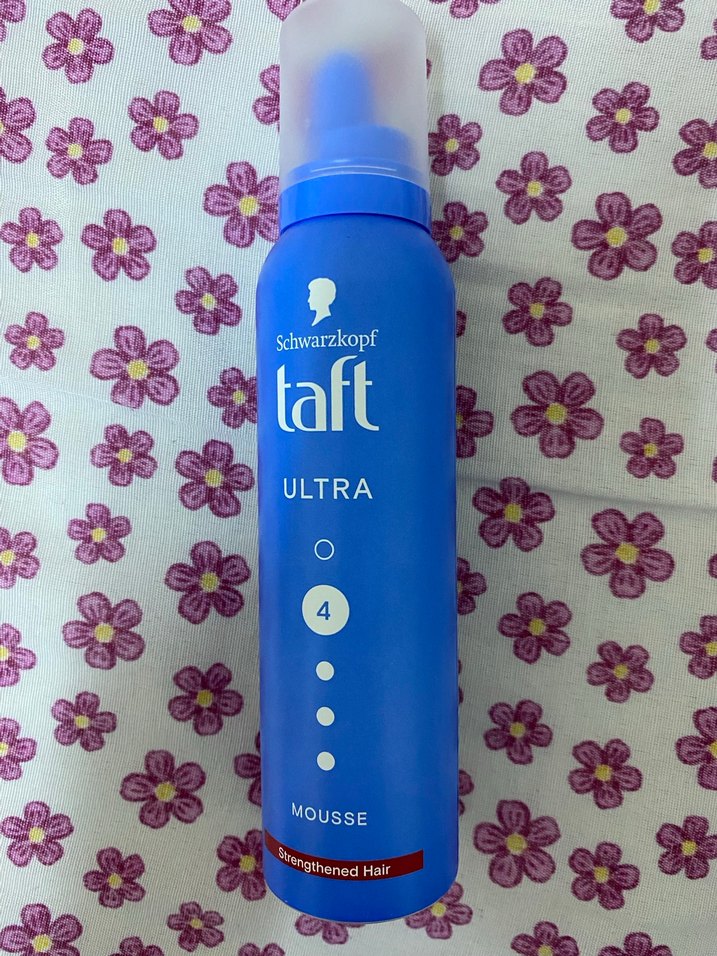 Schwarzkopf
taft
ULTRA
4
MOUSSE
Strengthened Hair